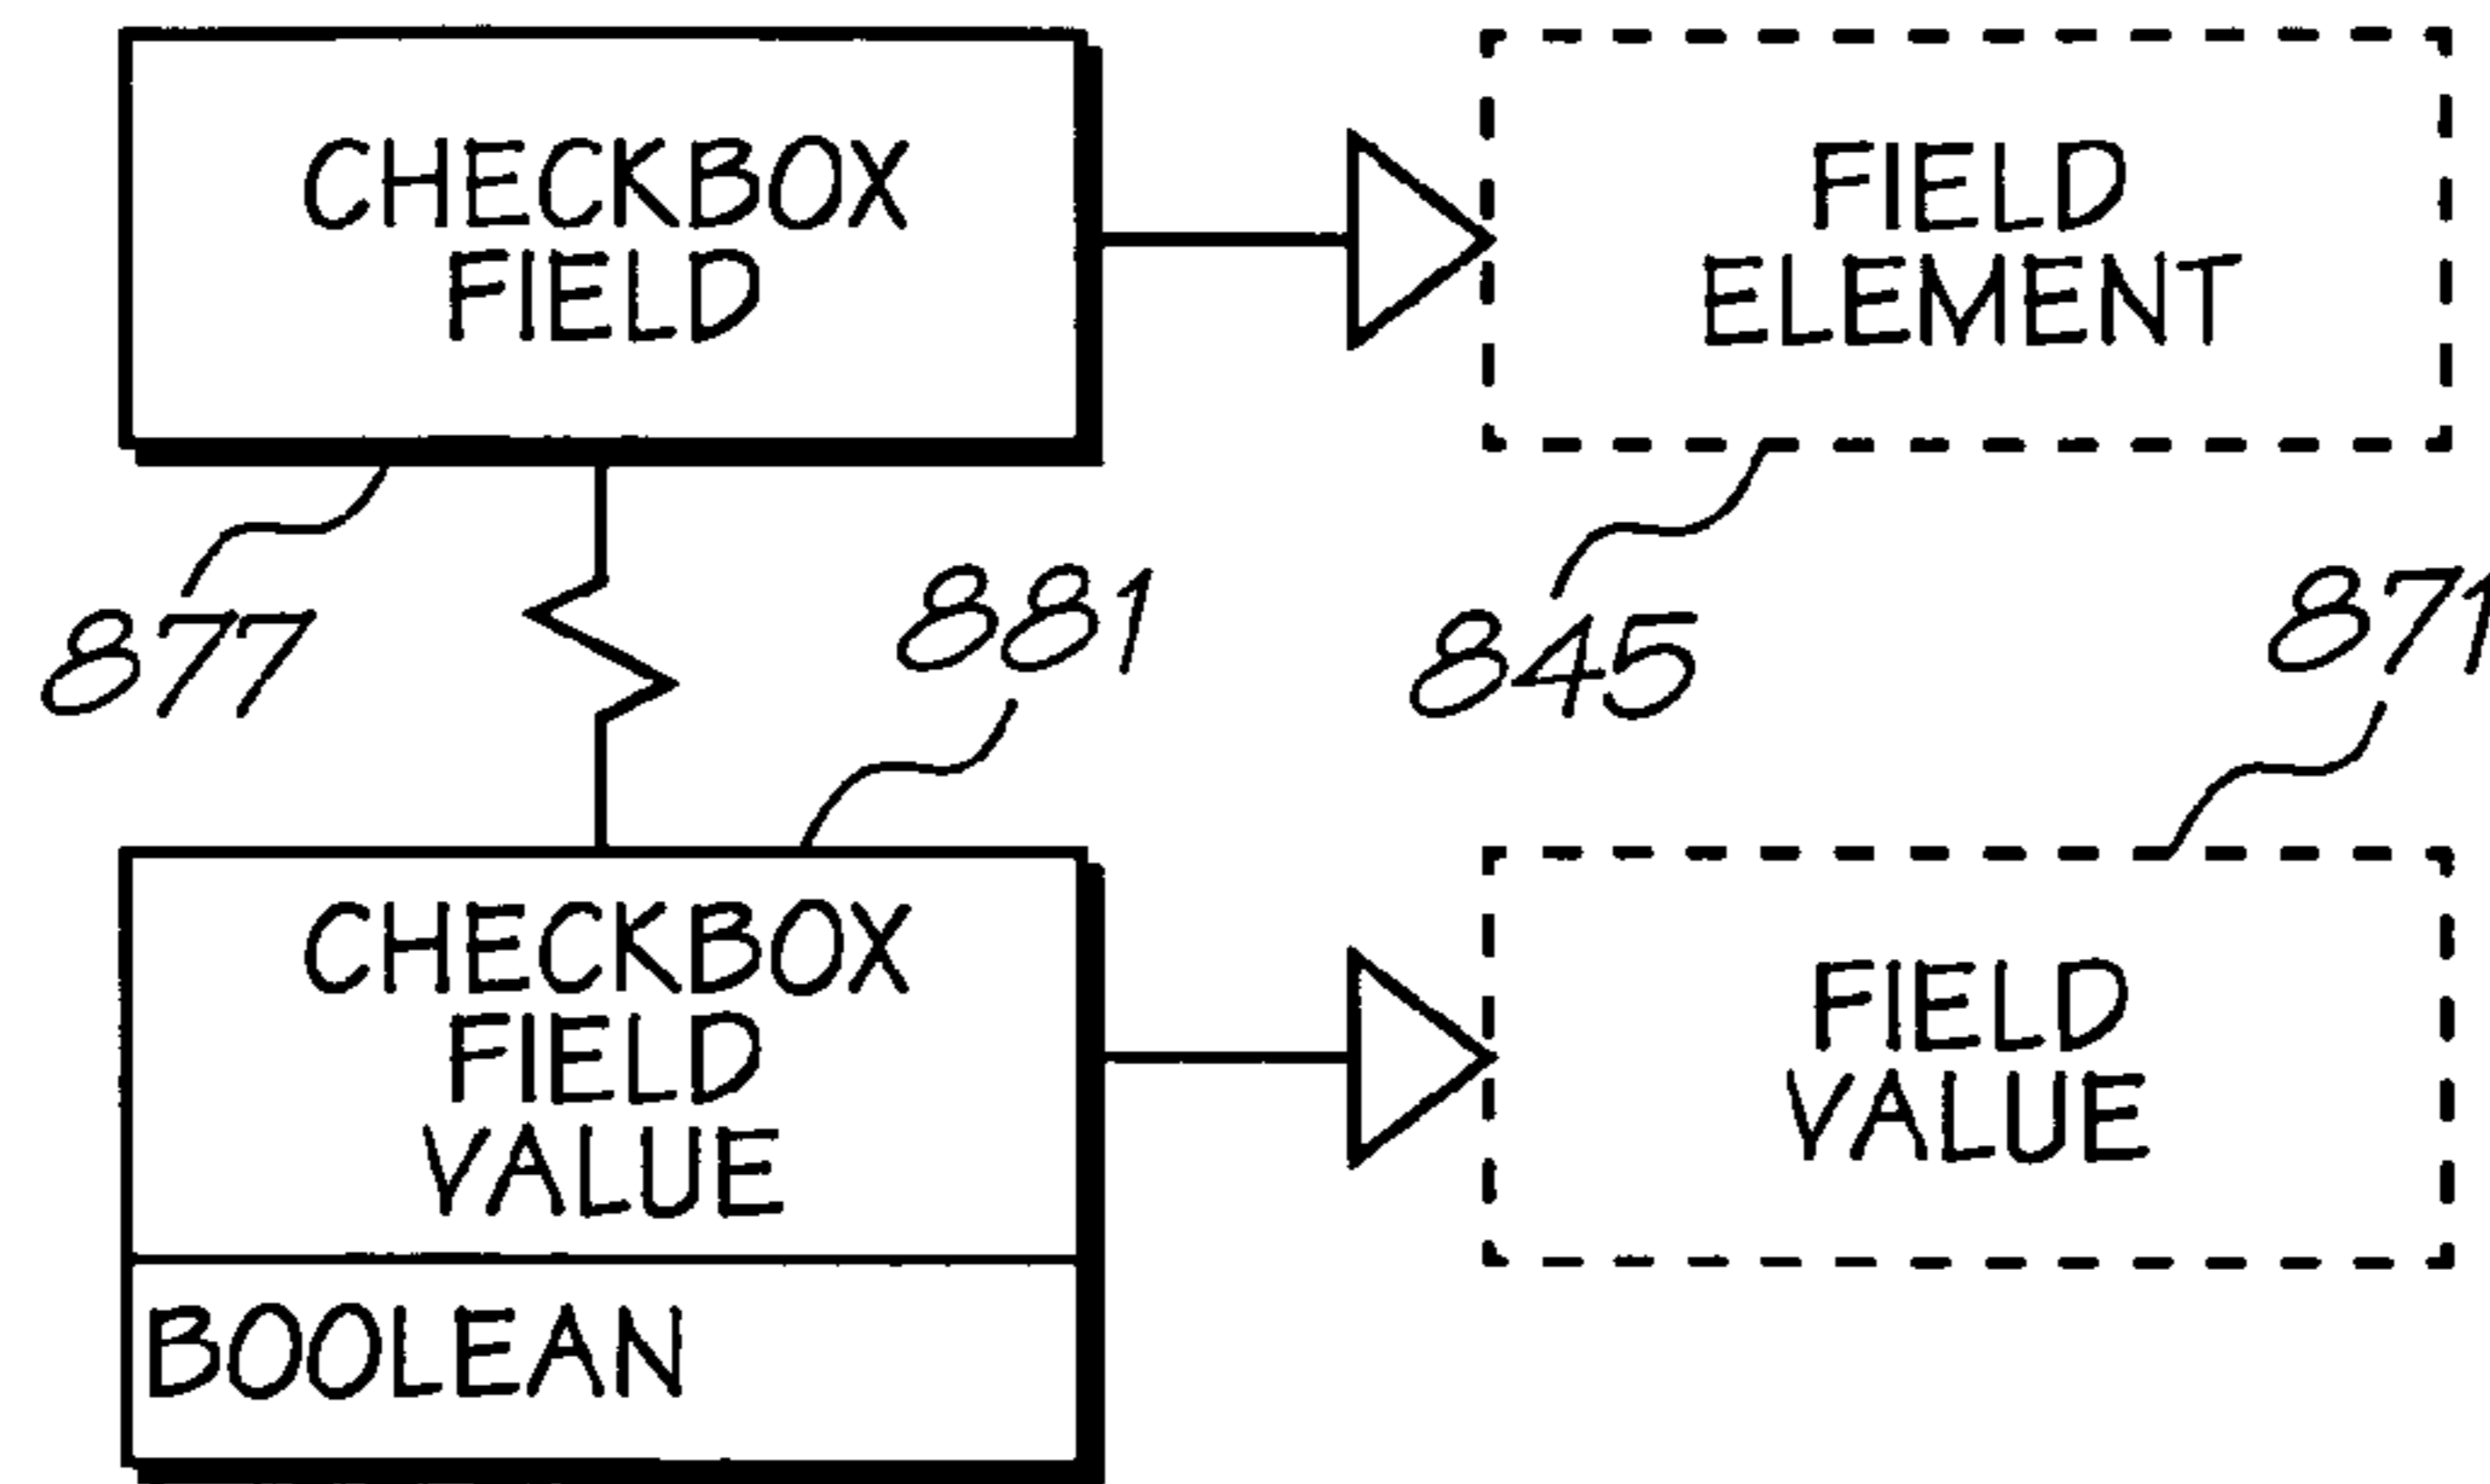 CHECKBOX
FIELD
FIELD
ELEMENT
877
881
845
871
CHECKBOX
FIELD
VALUE
FIELD
VALUE
BOOLEAN